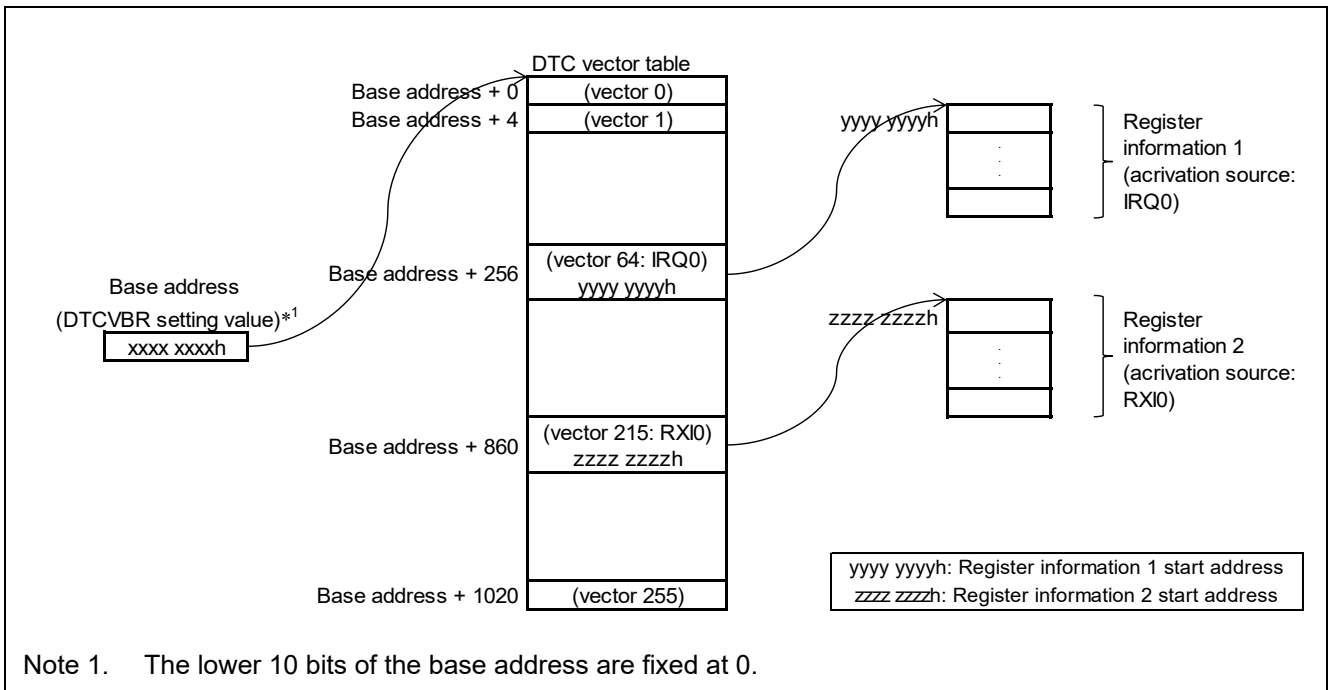 DTC vector table
Base address + 0
(vector 0)
Base address + 4
(vector 1)
yyyy yyyyh
Register
information 1
(acrivation source:
IRQ0)
Base address + 256
(vector 64: IRQ0)
yyyy yyyyh
Base address
(DTCVBR setting value)*1
xxxx xxxxh
zzzz zzzzh
Register
information 2
(acrivation source:
RXI0)
Base address + 860
(vector 215: RXI0)
zzzz zzzzh
yyyy yyyyh: Register information 1 start address
zzzz zzzzh: Register information 2 start address
Base address + 1020
(vector 255)
Note 1. The lower 10 bits of the base address are fixed at 0.